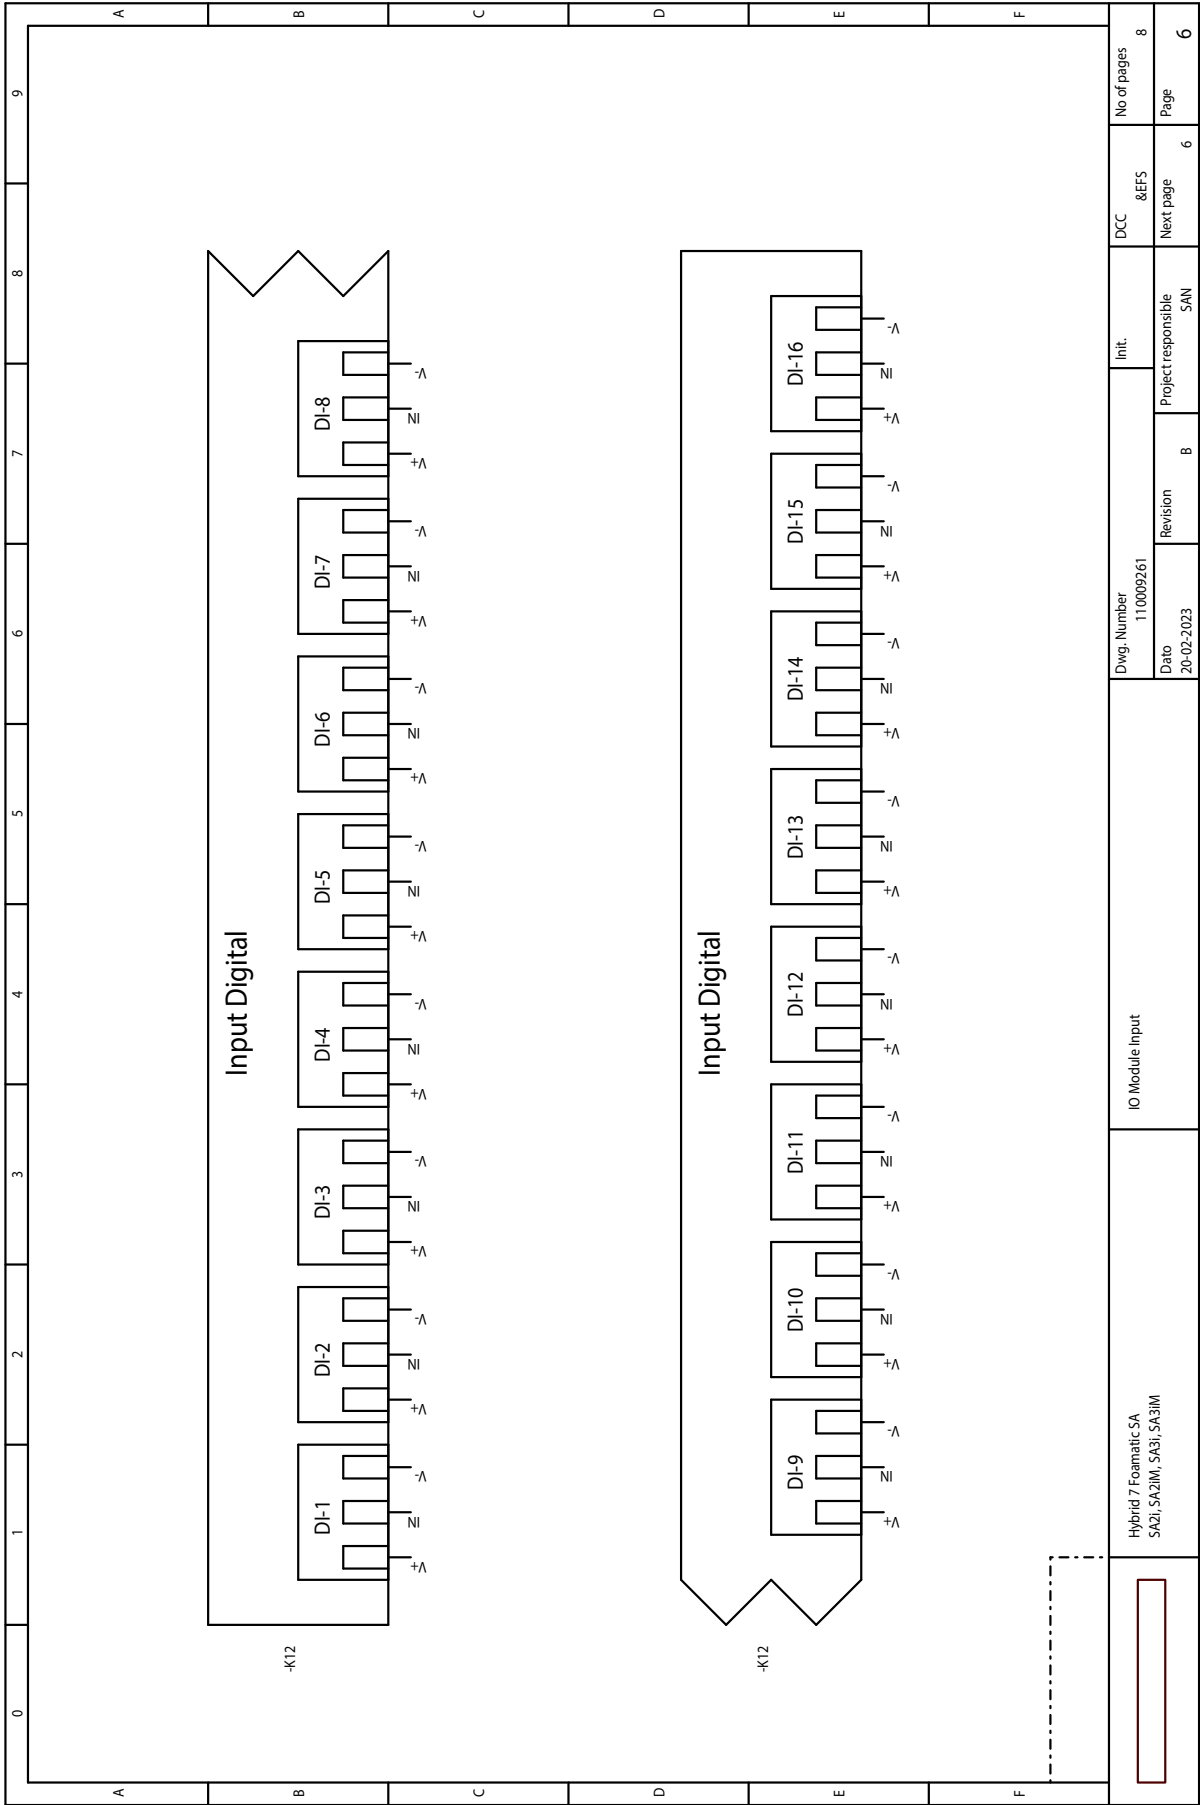 0 1 2 3 4 5 6 7 8 9
A A
B B
C C
D D
E E
F F
-K12
Input Digital
DI-1 DI-2 DI-3 DI-4 DI-5 DI-6 DI-7 DI-8
V+ IN V- V+ IN V- V+ IN V- V+ IN V- V+ IN V- V+ IN V- V+ IN V- V+ IN V-
-K12
Input Digital
DI-9 DI-10 DI-11 DI-12 DI-13 DI-14 DI-15 DI-16
V+ IN V- V+ IN V- V+ IN V- V+ IN V- V+ IN V- V+ IN V- V+ IN V- V+ IN V-
Hybrid 7 Foamatic SA
SA2i, SA2iM, SA3i, SA3iM
IO Module Input
Dwg. Number
110009261
Init.
DCC
&EFS
No of pages
8
Dato
20-02-2023
Revision
B
Project responsible
SAN
Next page
6
Page
6